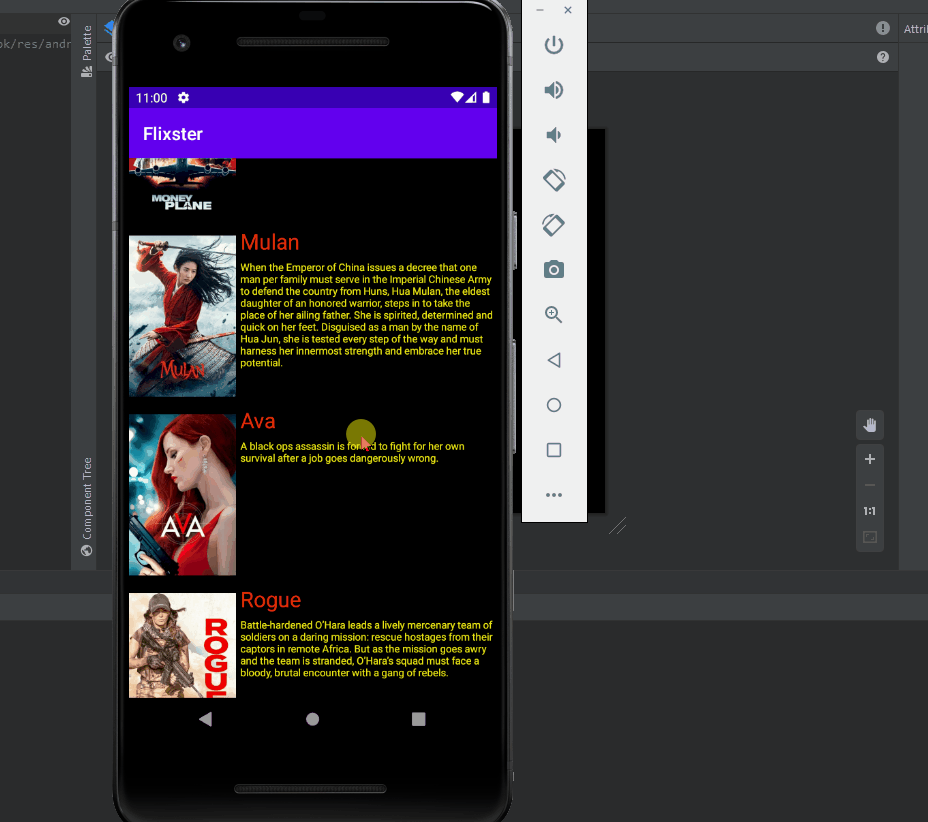 ok/res/andr
Palette
Attri
11:00
Flixster
MONEY
PLANE
Mulan
When the Emperor of China issues a decree that one
man per family must serve in the Imperial Chinese Army
to defend the country from Huns, Hua Mulan, the eldest
daughter of an honored warrior, steps in to take the
place of her ailing father. She is spirited, determined and
quick on her feet. Disguised as a man by the name of
Hua Jun, she is tested every step of the way and must
harness her innermost strength and embrace her true
potential.
MULAN
Ava
A black ops assassin is forced to fight for her own
survival after a job goes dangerously wrong.
AVA
Component Tree
1:1
Rogue
Battle-hardened O'Hara leads a lively mercenary team of
soldiers on a daring mission: rescue hostages from their
captors in remote Africa. But as the mission goes awry
and the team is stranded, O'Hara's squad must face a
bloody, brutal encounter with a gang of rebels.
ROGUE